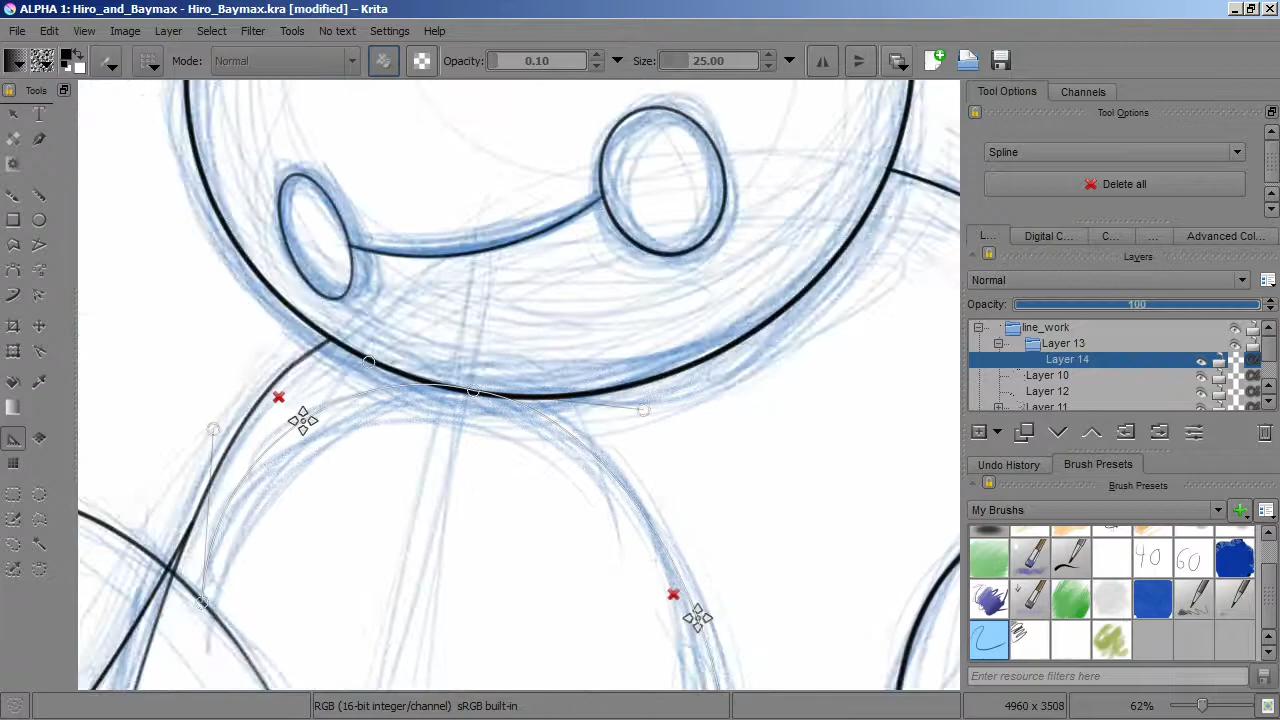 ALPHA 1: Hiro_and_Baymax - Hiro_Baymax.kra [modified] – Krita
File Edit View Image Layer Select Filter Tools No text Settings Help
Mode: Normal Opacity: 0.10 Size: 25.00
Tools
Tool Options Channels
Tool Options
Spline
Delete all
L... Digital C... C... ... Advanced Col...
Layers
Normal
Opacity: 100
line_work
Layer 13
Layer 14
Layer 10
Layer 12
Layer 11
Undo History Brush Presets
Brush Presets
My Brushes
40 60
Enter resource filters here
RGB (16-bit integer/channel) sRGB built-in 4960 x 3508 62%